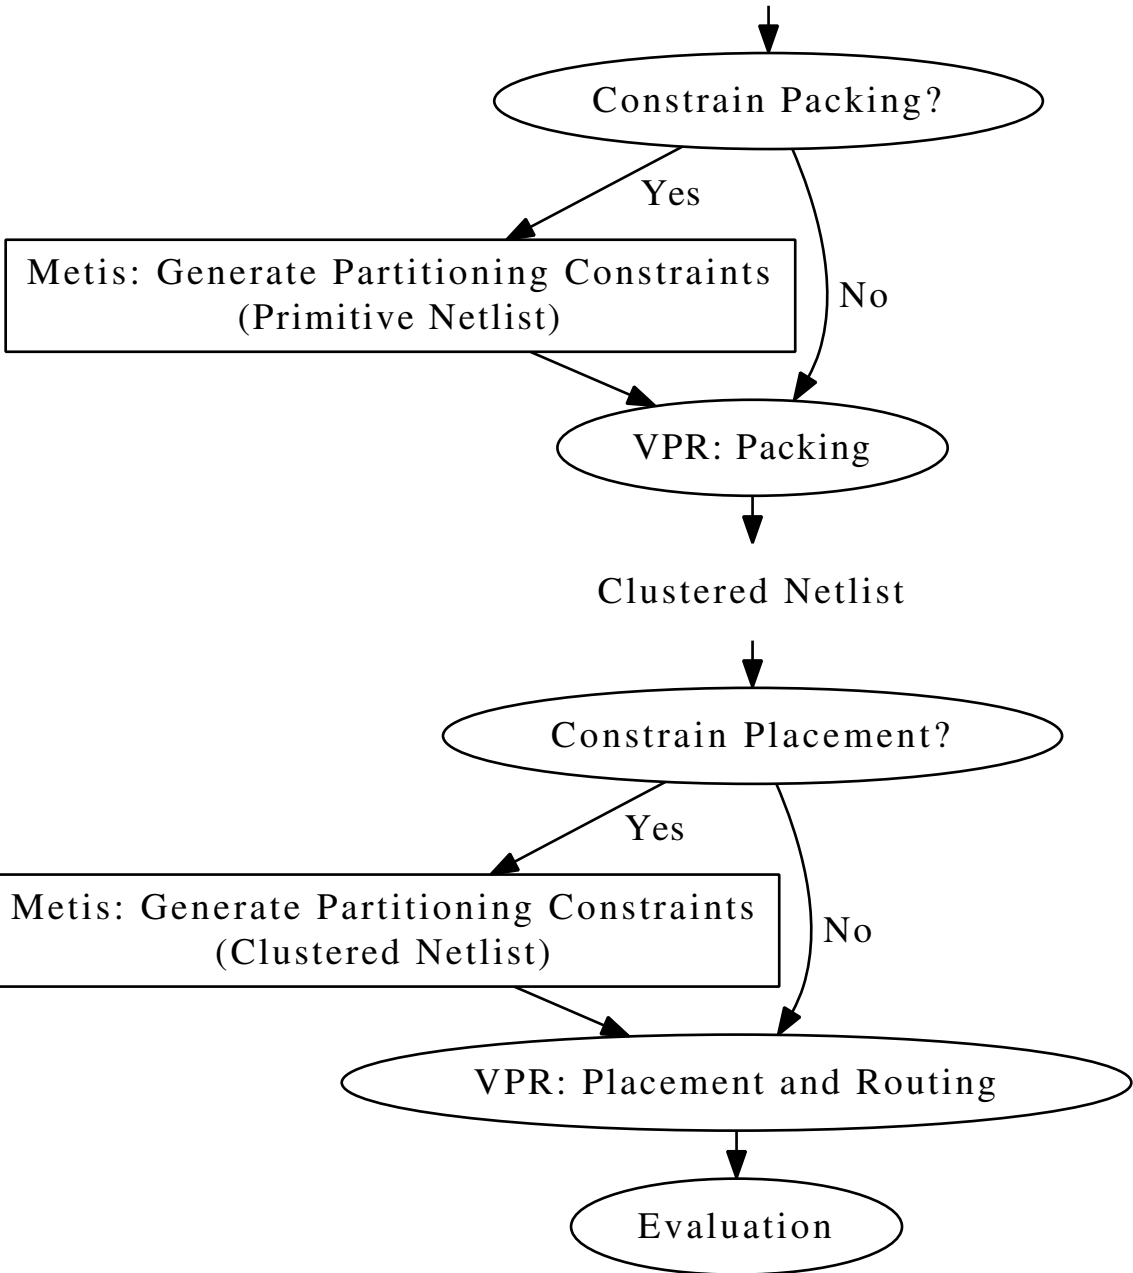 Constrain Packing?
Yes
Metis: Generate Partitioning Constraints
(Primitive Netlist)
No
VPR: Packing
Clustered Netlist
Constrain Placement?
Yes
Metis: Generate Partitioning Constraints
(Clustered Netlist)
No
VPR: Placement and Routing
Evaluation